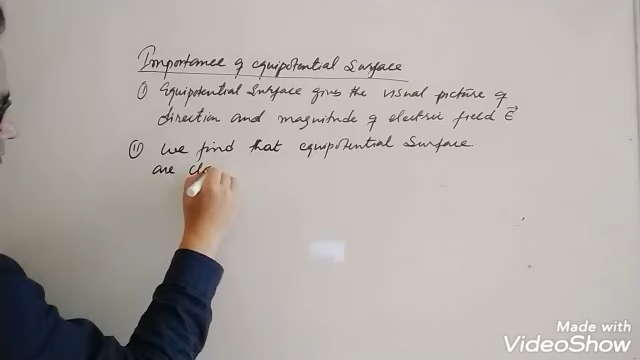 Importance of equipotential Surface
(i) Equipotential Surface gives the visual picture of
direction and magnitude of electric field E⃗
(ii) we find that equipotential Surface
are clo
Made with
VideoShow